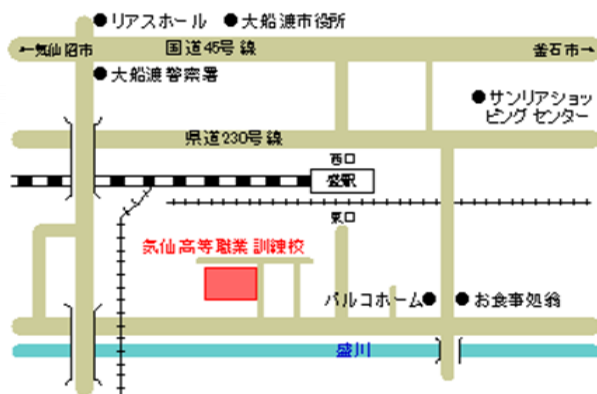 ●リアスホール ●大船渡市役所
←気仙沼市 国道45号線 釜石市→
●大船渡警察署
●サンリアショッ
ピングセンター
県道230号線
西口
盛駅
東口
気仙高等職業訓練校
パルコホーム● ●お食事処翁
盛川